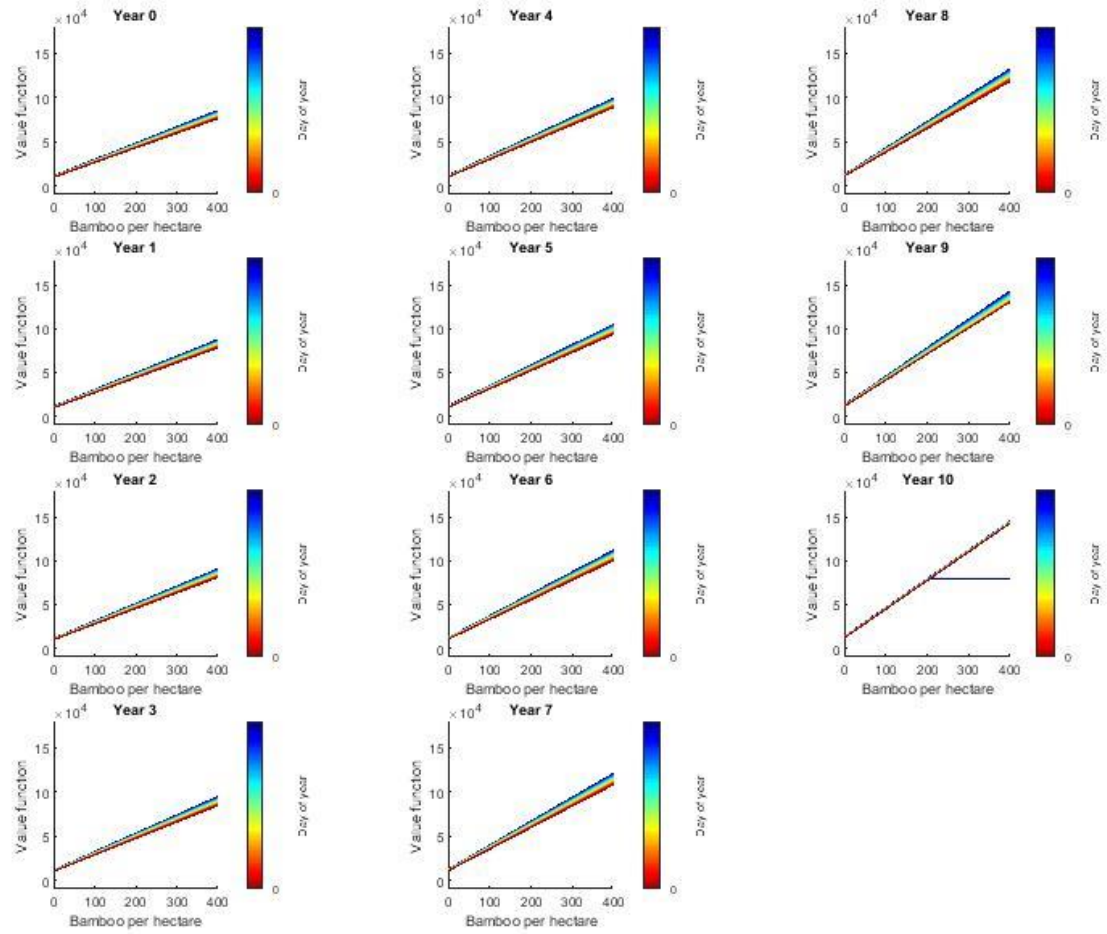 ×10⁴ Year 0
15
10
5
0
Value function
0 100 200 300 400
Bamboo per hectare
Day of year
0
×10⁴ Year 1
15
10
5
0
Value function
0 100 200 300 400
Bamboo per hectare
Day of year
0
×10⁴ Year 2
15
10
5
0
Value function
0 100 200 300 400
Bamboo per hectare
Day of year
0
×10⁴ Year 3
15
10
5
0
Value function
0 100 200 300 400
Bamboo per hectare
Day of year
0
×10⁴ Year 4
15
10
5
0
Value function
0 100 200 300 400
Bamboo per hectare
Day of year
0
×10⁴ Year 5
15
10
5
0
Value function
0 100 200 300 400
Bamboo per hectare
Day of year
0
×10⁴ Year 6
15
10
5
0
Value function
0 100 200 300 400
Bamboo per hectare
Day of year
0
×10⁴ Year 7
15
10
5
0
Value function
0 100 200 300 400
Bamboo per hectare
Day of year
0
×10⁴ Year 8
15
10
5
0
Value function
0 100 200 300 400
Bamboo per hectare
Day of year
0
×10⁴ Year 9
15
10
5
0
Value function
0 100 200 300 400
Bamboo per hectare
Day of year
0
×10⁴ Year 10
15
10
5
0
Value function
0 100 200 300 400
Bamboo per hectare
Day of year
0